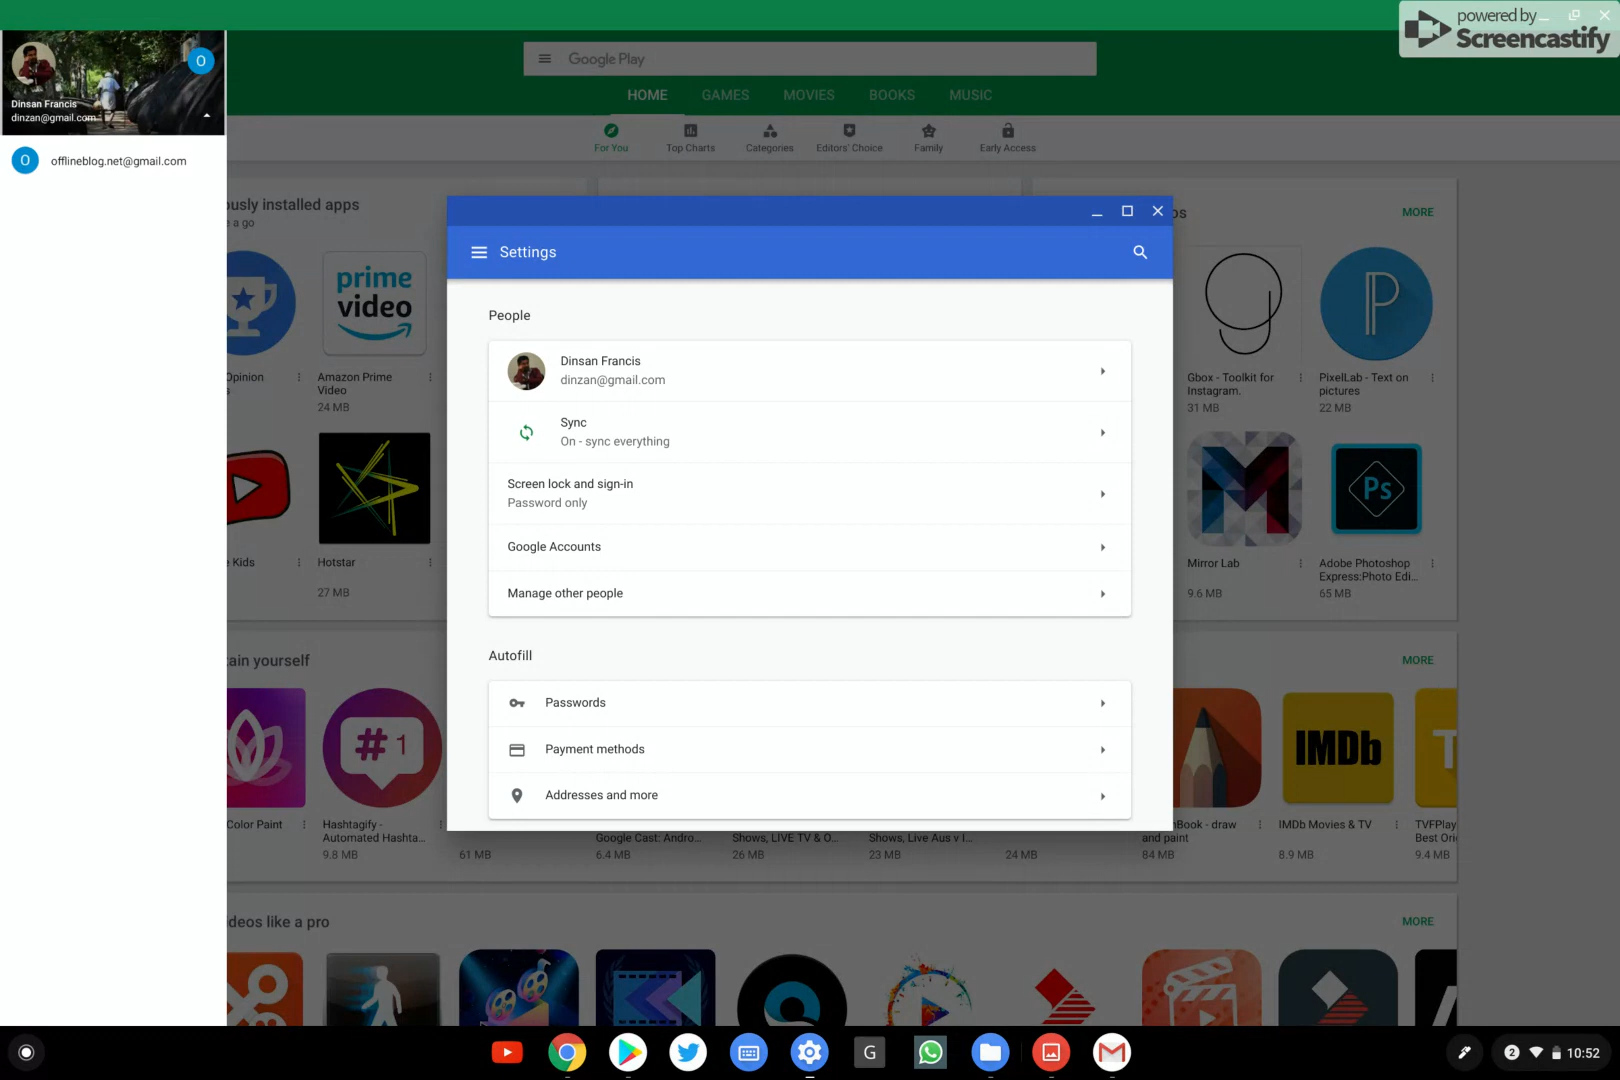 powered by
Screencastify
Dinsan Francis
dinzan@gmail.com
O
O
offlineblog.net@gmail.com
Google Play
HOME
GAMES
MOVIES
BOOKS
MUSIC
For You
Top Charts
Categories
Editors' Choice
Family
Early Access
ously installed apps
e a go
MORE
prime
video
Opinion
Amazon Prime
Video
24 MB
Gbox - Toolkit for
Instagram.
31 MB
PixelLab - Text on
pictures
22 MB
e Kids
Hotstar
27 MB
Mirror Lab
9.6 MB
Ps
Adobe Photoshop
Express:Photo Edi...
65 MB
Settings
People
Dinsan Francis
dinzan@gmail.com
Sync
On - sync everything
Screen lock and sign-in
Password only
Google Accounts
Manage other people
Autofill
Passwords
Payment methods
Addresses and more
tain yourself
MORE
# 1
IMDb
Color Paint
Hashtagify -
Automated Hashta...
9.8 MB
61 MB
Google Cast: Andro...
6.4 MB
Shows, LIVE TV & O...
26 MB
Shows, Live Aus v I...
23 MB
24 MB
nBook - draw
and paint
84 MB
IMDb Movies & TV
8.9 MB
TVFPlay
Best Ori
9.4 MB
ideos like a pro
MORE
G
2
10:52